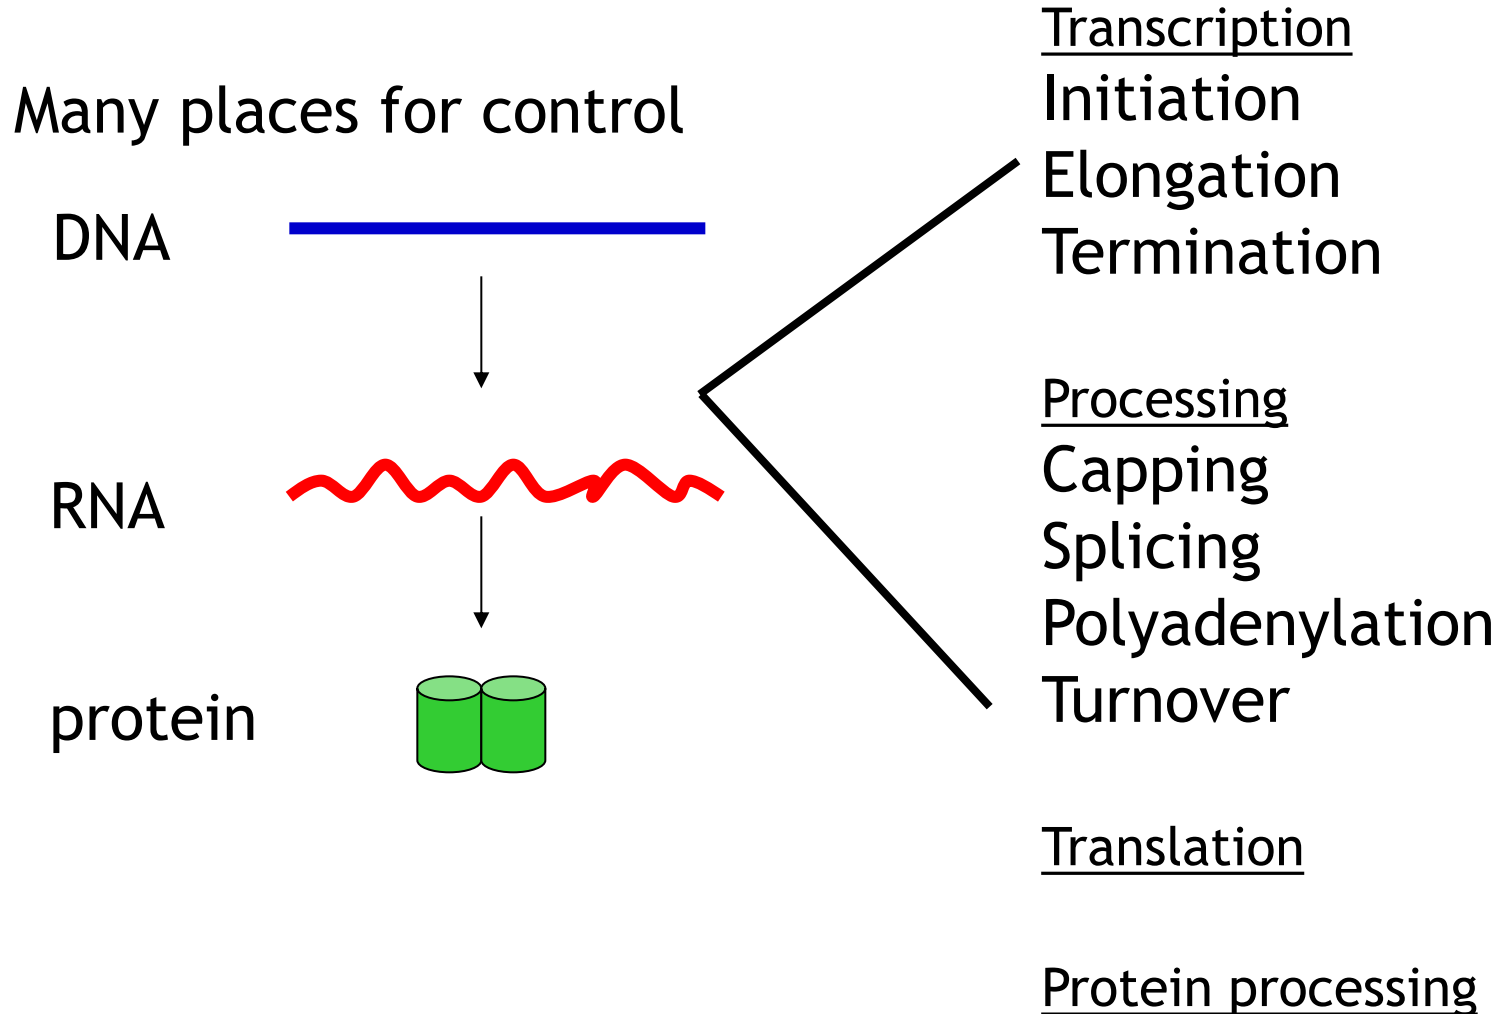 Many places for control
DNA
RNA
protein
Transcription
Initiation
Elongation
Termination
Processing
Capping
Splicing
Polyadenylation
Turnover
Translation
Protein processing